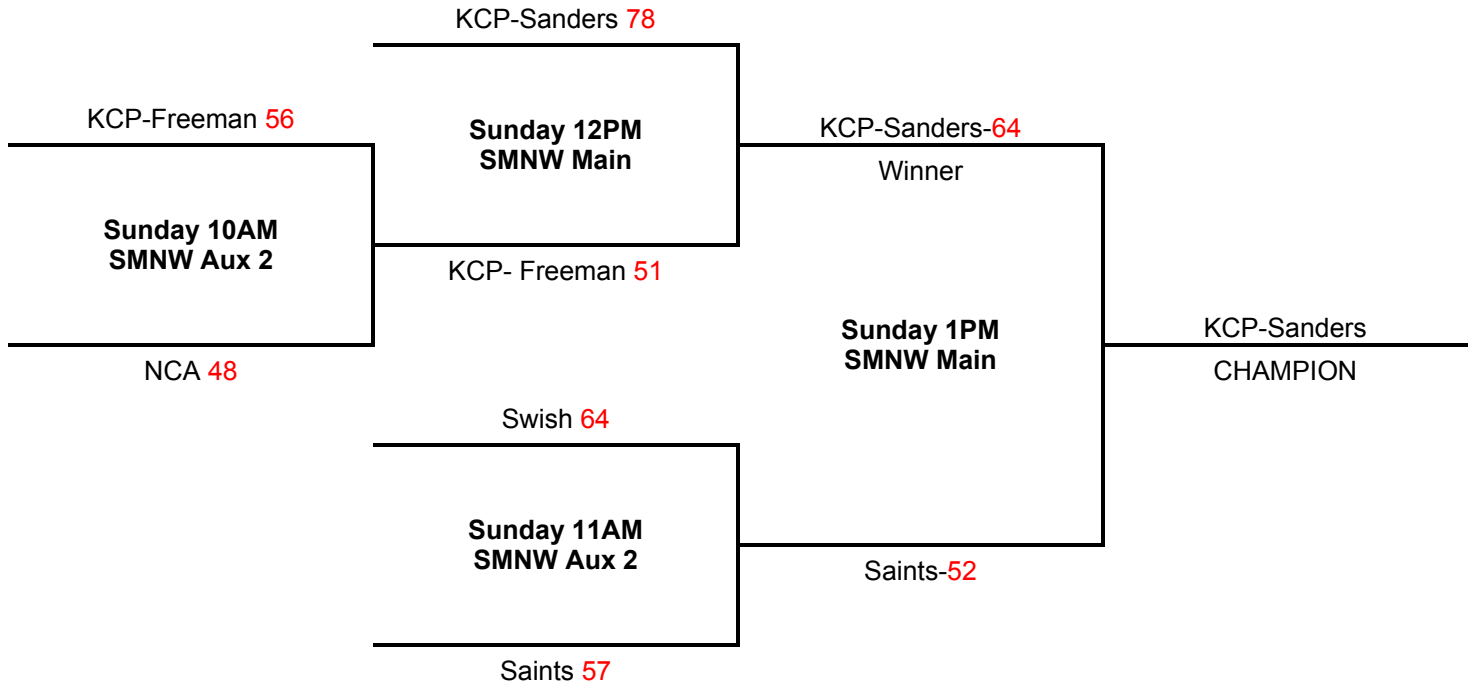 KCP-Sanders 78
KCP-Freeman 56
Sunday 12PM
SMNW Main
KCP-Sanders-64
Winner
Sunday 10AM
SMNW Aux 2
KCP- Freeman 51
NCA 48
Sunday 1PM
SMNW Main
KCP-Sanders
CHAMPION
Swish 64
Sunday 11AM
SMNW Aux 2
Saints-52
Saints 57